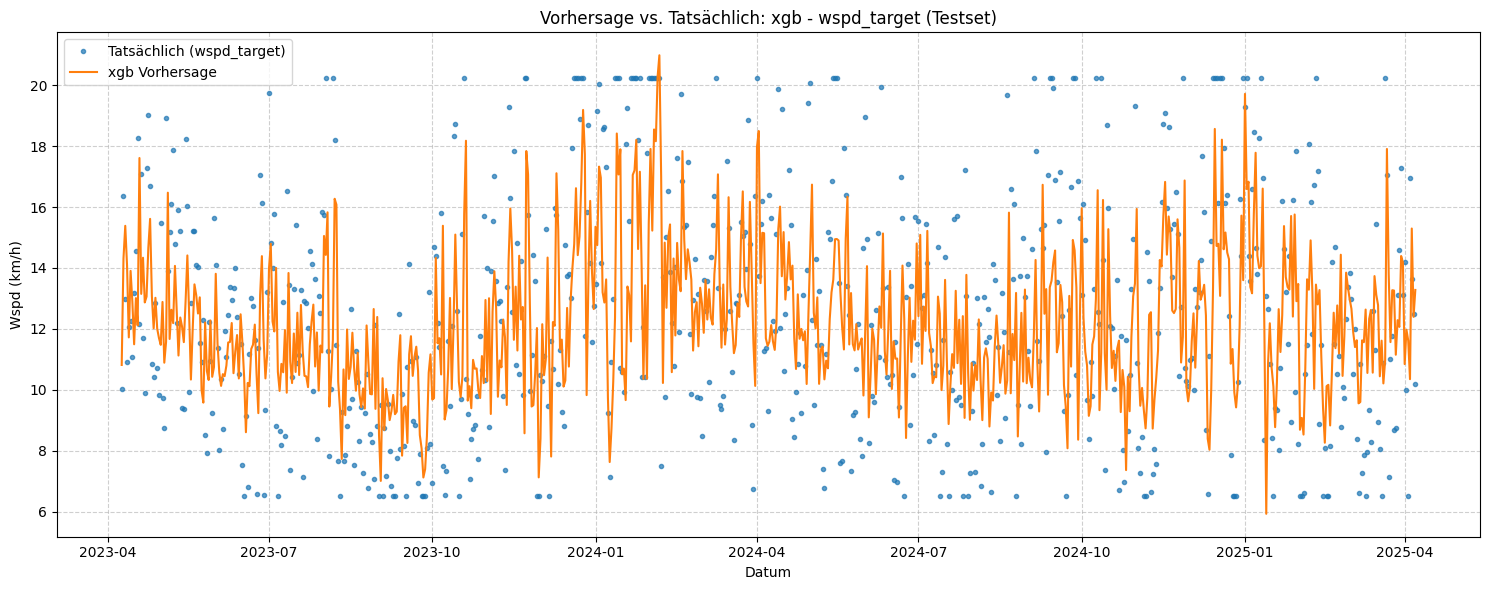 Vorhersage vs. Tatsächlich: xgb - wspd_target (Testset)
Tatsächlich (wspd_target)
xgb Vorhersage
Wspd (km/h)
20
18
16
14
12
10
8
6
2023-04 2023-07 2023-10 2024-01 2024-04 2024-07 2024-10 2025-01 2025-04
Datum